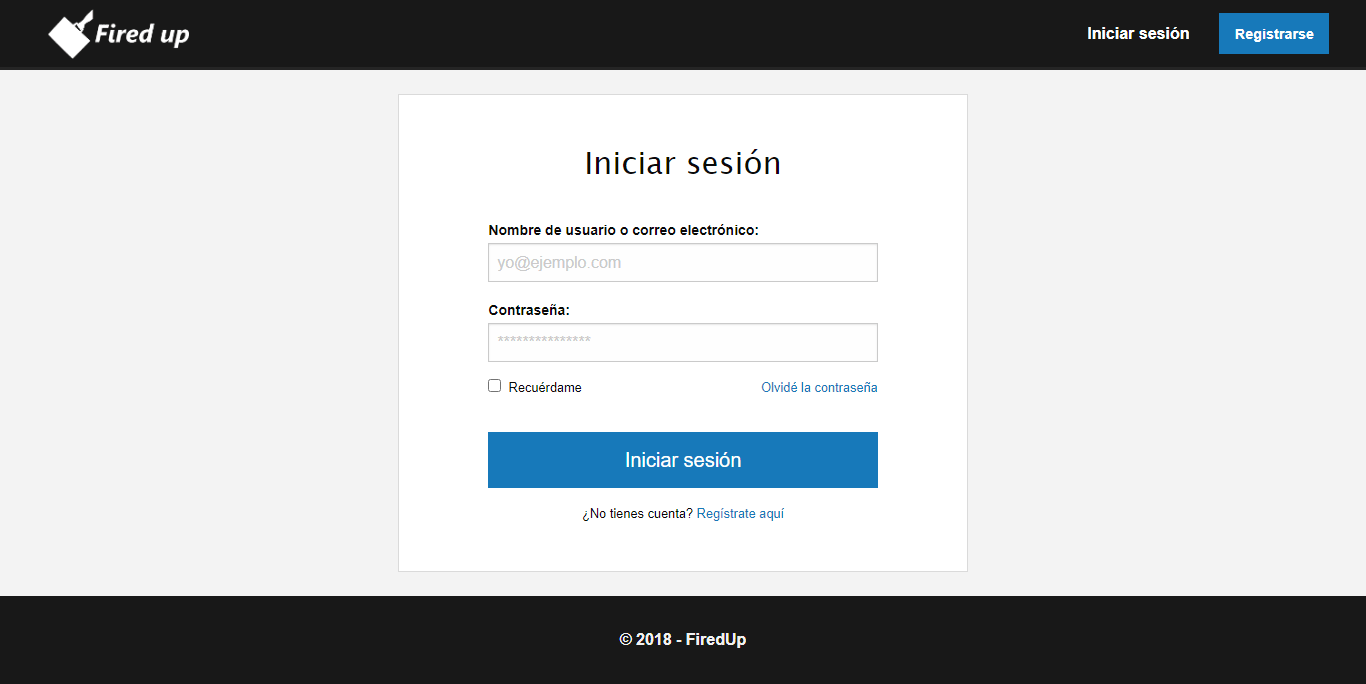 Fired up
Iniciar sesión
Registrarse
Iniciar sesión
Nombre de usuario o correo electrónico:
yo@ejemplo.com
Contraseña:
***************
Recuérdame
Olvidé la contraseña
Iniciar sesión
¿No tienes cuenta? Regístrate aquí
© 2018 - FiredUp